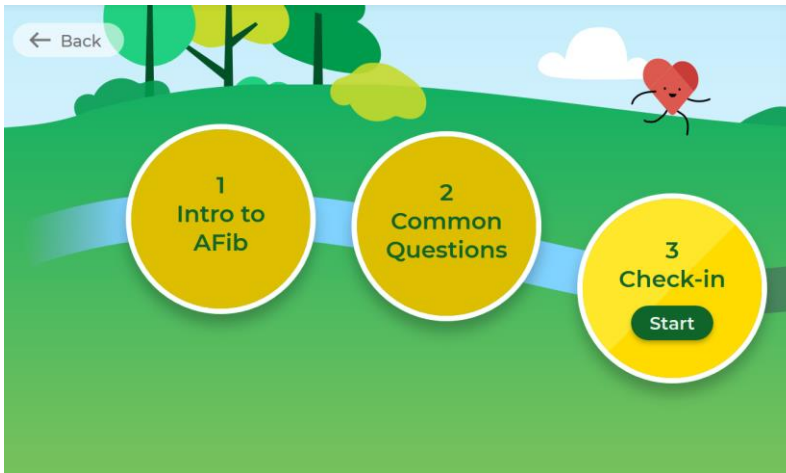 ← Back
1
Intro to
AFib
2
Common
Questions
3
Check-in
Start